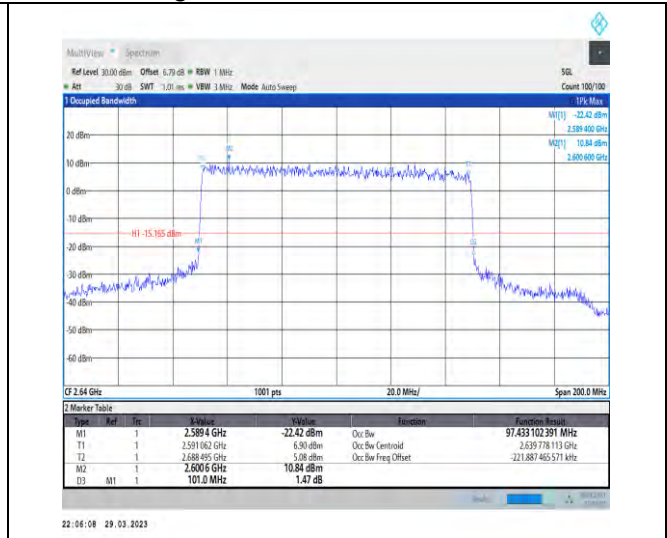 MultiView Spectrum
Ref Level 30.00 dBm Offset 6.79 dB RBW 1 MHz SGL
Att 30 dB SWT 1.01 ms VBW 3 MHz Mode Auto Sweep Count 100/100
1 Occupied Bandwidth 1Pk Max
M1[1] -22.42 dBm
2.589 400 GHz
20 dBm
M2[1] 10.84 dBm
2.600 600 GHz
M2
10 dBm
0 dBm
-10 dBm
H1 -15.165 dBm
-20 dBm
M1
D3
-30 dBm
-40 dBm
-50 dBm
-60 dBm
CF 2.64 GHz 1001 pts 20.0 MHz/ Span 200.0 MHz
2 Marker Table
Type Ref Trc X-Value Y-Value Function Function Result
M1 1 2.589 4 GHz -22.42 dBm Occ Bw 97.433 102 391 MHz
T1 1 2.591 062 GHz 6.90 dBm Occ Bw Centroid 2.639 778 113 GHz
T2 1 2.688 495 GHz 5.08 dBm Occ Bw Freq Offset -221.887 465 571 kHz
M2 1 2.600 6 GHz 10.84 dBm
D3 M1 1 101.0 MHz 1.47 dB
22:06:08 29.03.2023